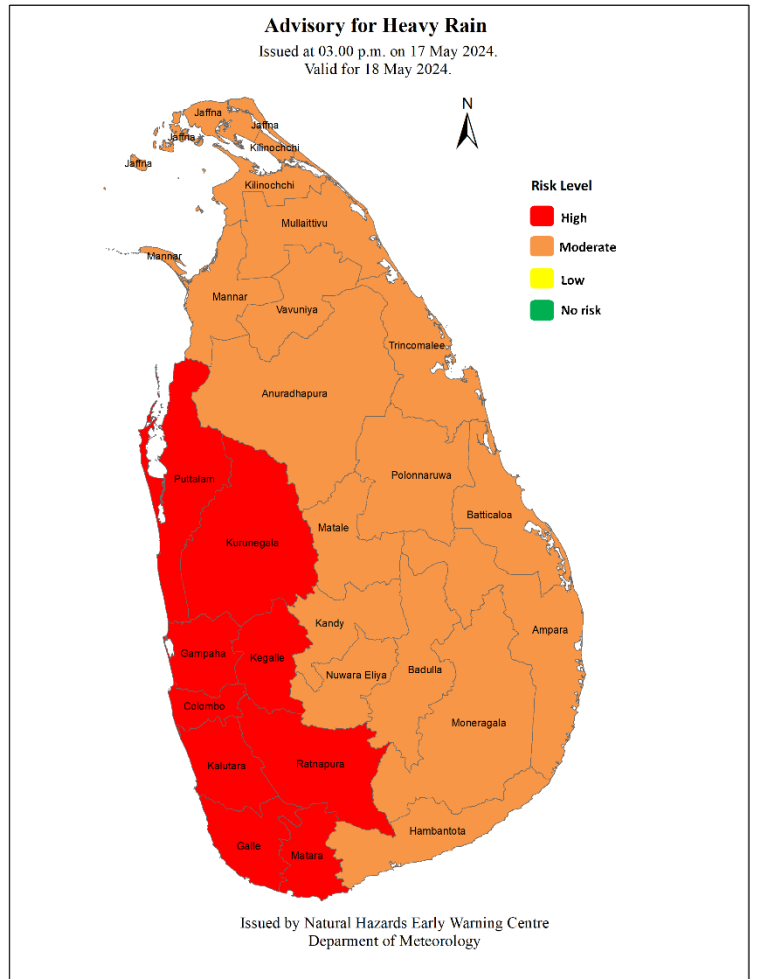 Advisory for Heavy Rain
Issued at 03.00 p.m. on 17 May 2024.
Valid for 18 May 2024.
N
Jaffna
Jaffna
Jaffna
Kilinochchi
Jaffna
Kilinochchi
Risk Level
High
Moderate
Low
No risk
Mullaittivu
Mannar
Mannar
Vavuniya
Trincomalee
Anuradhapura
Puttalam
Polonnaruwa
Batticaloa
Matale
Kurunegala
Kandy
Ampara
Gampaha
Kegalle
Nuwara Eliya
Badulla
Colombo
Moneragala
Kalutara
Ratnapura
Hambantota
Galle
Matara
Issued by Natural Hazards Early Warning Centre
Deparment of Meteorology